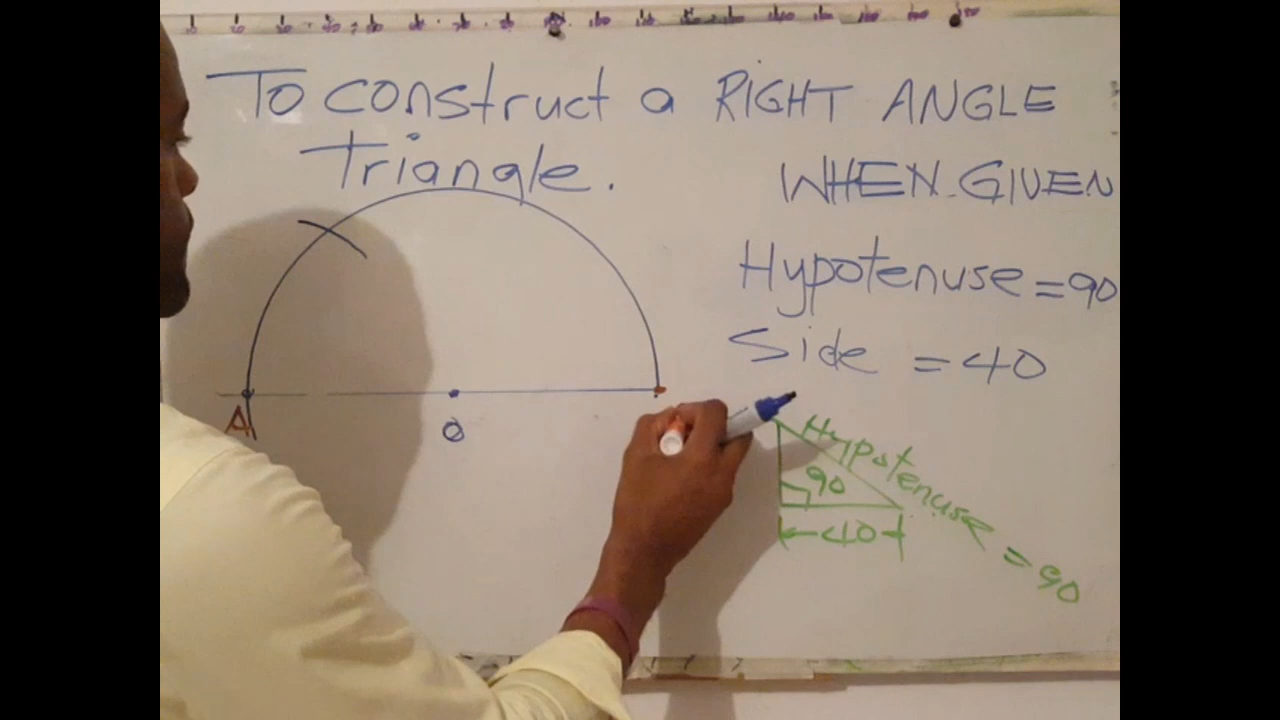 To construct a RIGHT ANGLE
Triangle.
WHEN GIVEN
Hypotenuse = 90
Side = 40
A
O
Hypotenuse = 90
90
40